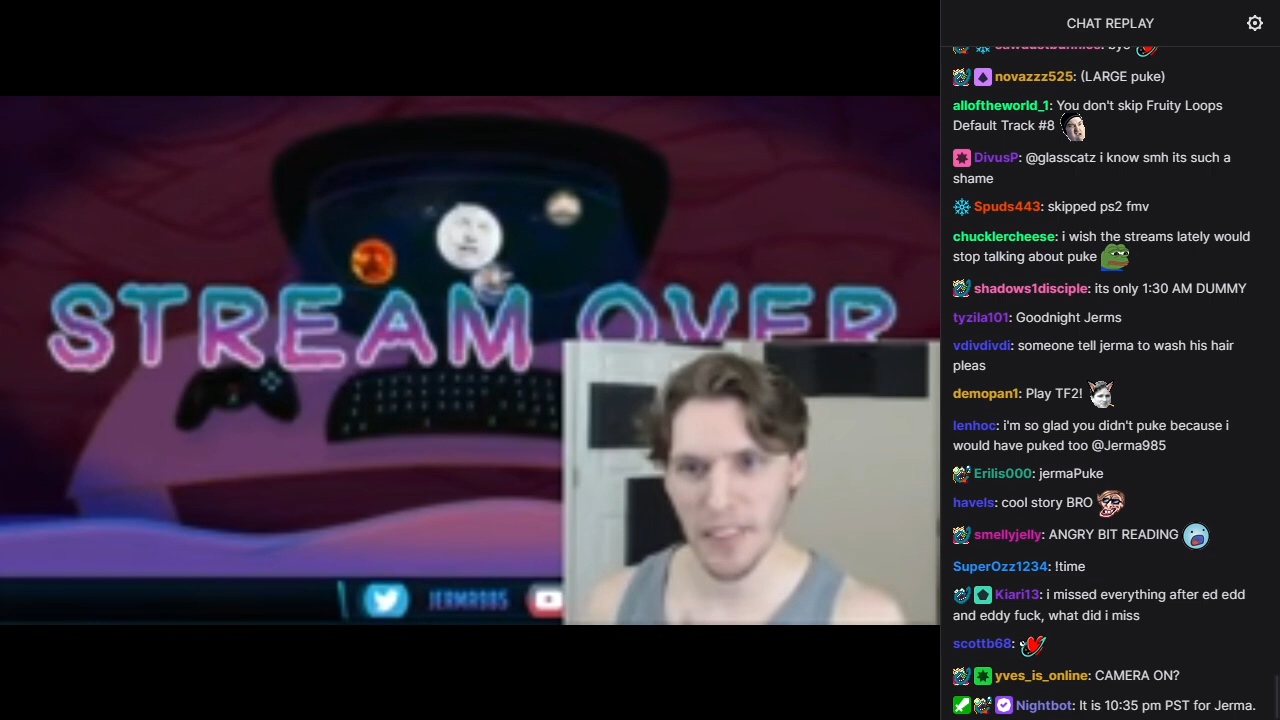 CHAT REPLAY
novazzz525: (LARGE puke)
alloftheworld_1: You don't skip Fruity Loops
Default Track #8
DivusP: @glasscatz i know smh its such a
shame
Spuds443: skipped ps2 fmv
chucklercheese: i wish the streams lately would
stop talking about puke
shadows1disciple: its only 1:30 AM DUMMY
tyzila101: Goodnight Jerms
vdivdivdi: someone tell jerma to wash his hair
pleas
demopan1: Play TF2!
lenhoc: i'm so glad you didn't puke because i
would have puked too @Jerma985
Erilis000: jermaPuke
havels: cool story BRO
smellyjelly: ANGRY BIT READING
SuperOzz1234: !time
Kiari13: i missed everything after ed edd
and eddy fuck, what did i miss
scottb68:
yves_is_online: CAMERA ON?
Nightbot: It is 10:35 pm PST for Jerma.
STREAM OVER
JERMA985